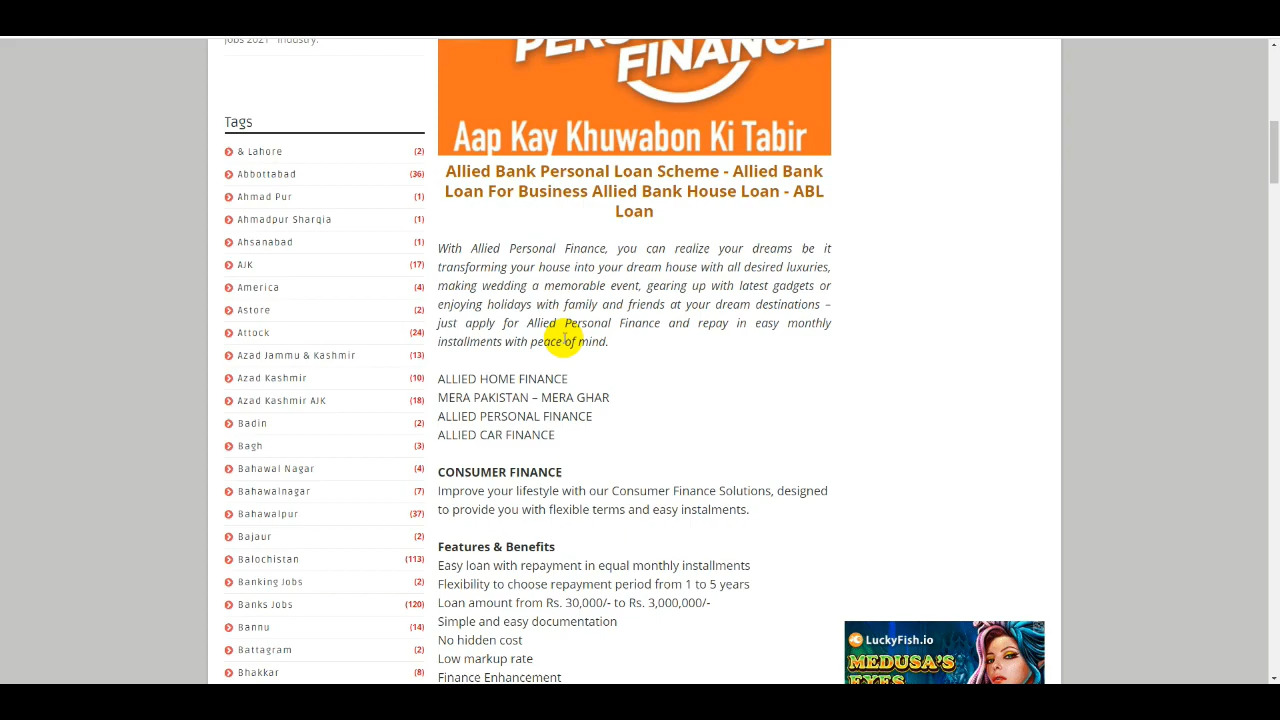 Jobs 2021 "Industry.
Tags
& Lahore (2)
Abbottabad (36)
Ahmad Pur (1)
Ahmadpur Sharqia (1)
Ahsanabad (1)
AJK (17)
America (4)
Astore (2)
Attock (24)
Azad Jammu & Kashmir (13)
Azad Kashmir (10)
Azad Kashmir AJK (18)
Badin (2)
Bagh (3)
Bahawal Nagar (4)
Bahawalnagar (7)
Bahawalpur (37)
Bajaur (2)
Balochistan (113)
Banking Jobs (2)
Banks Jobs (120)
Bannu (14)
Battagram (2)
Bhakkar (8)
PERSONAL
FINANCE
Aap Kay Khuwabon Ki Tabir
Allied Bank Personal Loan Scheme - Allied Bank
Loan For Business Allied Bank House Loan - ABL
Loan
With Allied Personal Finance, you can realize your dreams be it
transforming your house into your dream house with all desired luxuries,
making wedding a memorable event, gearing up with latest gadgets or
enjoying holidays with family and friends at your dream destinations –
just apply for Allied Personal Finance and repay in easy monthly
installments with peace of mind.
ALLIED HOME FINANCE
MERA PAKISTAN – MERA GHAR
ALLIED PERSONAL FINANCE
ALLIED CAR FINANCE
CONSUMER FINANCE
Improve your lifestyle with our Consumer Finance Solutions, designed
to provide you with flexible terms and easy instalments.
Features & Benefits
Easy loan with repayment in equal monthly installments
Flexibility to choose repayment period from 1 to 5 years
Loan amount from Rs. 30,000/- to Rs. 3,000,000/-
Simple and easy documentation
No hidden cost
Low markup rate
Finance Enhancement
LuckyFish.io
MEDUSA'S
EYES